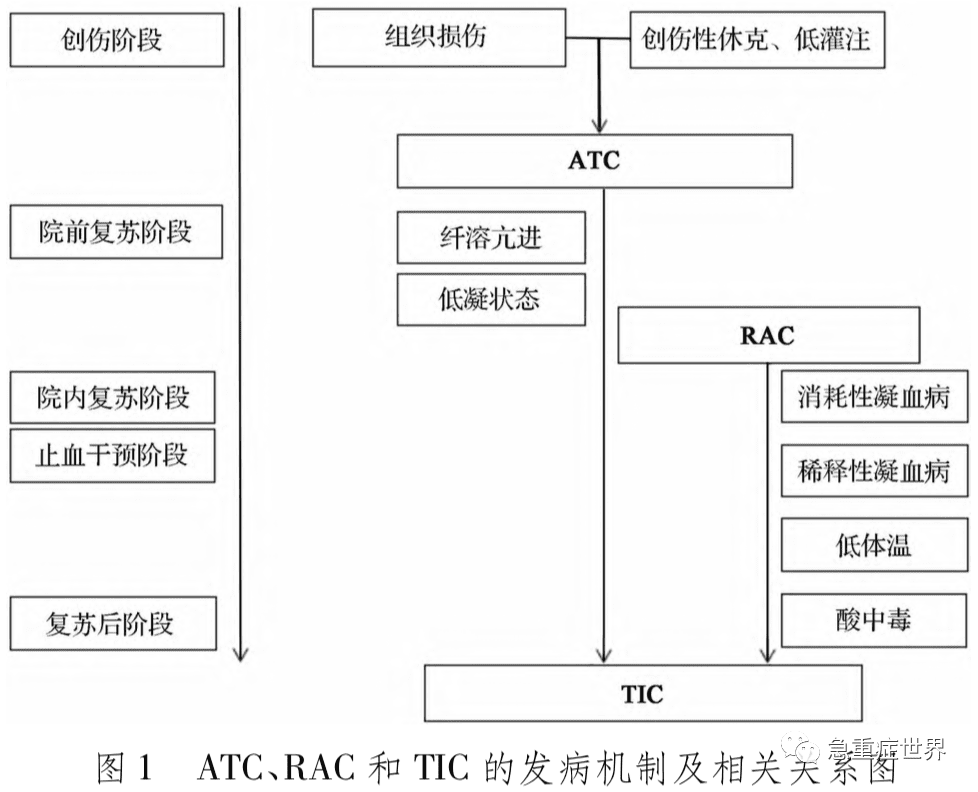 创伤阶段
组织损伤
创伤性休克、低灌注
ATC
院前复苏阶段
纤溶亢进
低凝状态
RAC
院内复苏阶段
消耗性凝血病
止血干预阶段
稀释性凝血病
低体温
复苏后阶段
酸中毒
TIC
急重症世界
图1 ATC、RAC 和 TIC 的发病机制及相关关系图